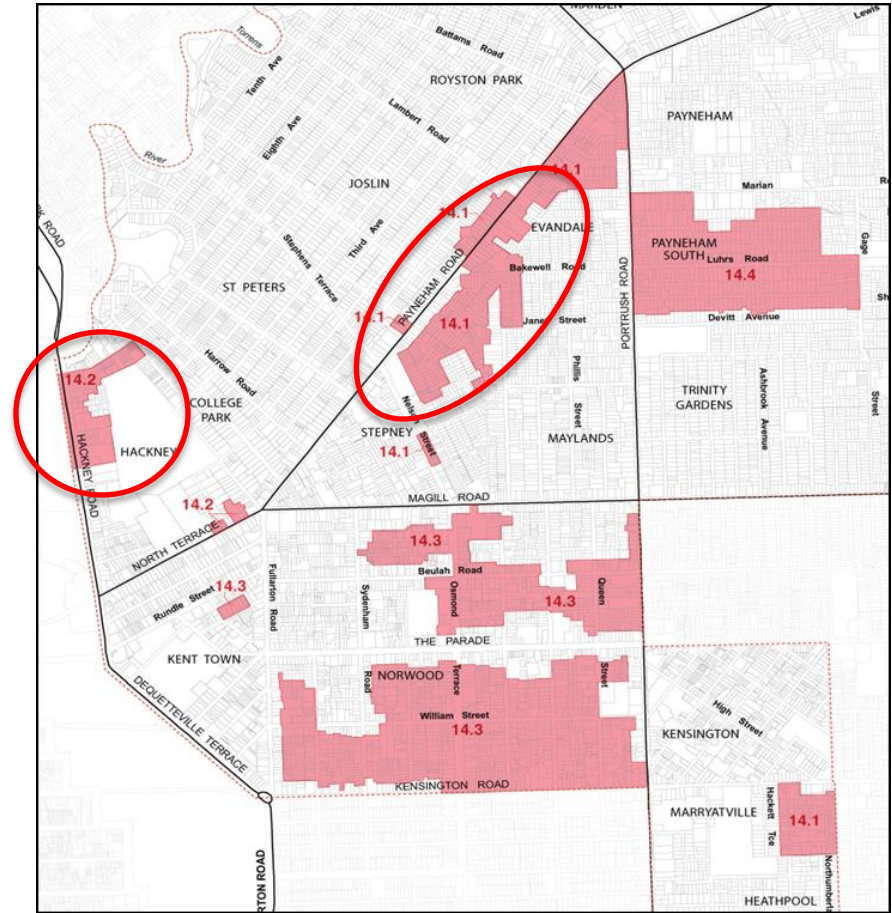 MARDEN
Lewis
Battams Road
Torrens
Tenth Ave
ROYSTON PARK
River
Eighth Ave
Lambert Road
PAYNEHAM
14.1
Marian
JOSLIN
14.1
EVANDALE
Third Ave
Stephens Terrace
PAYNEHAM ROAD
Bakewell Road
PORTRUSH ROAD
PAYNEHAM
SOUTH
Luhrs Road
14.4
Gage
ST PETERS
14.1
14.1
Janet Street
Devitt Avenue
RK ROAD
Harrow Road
14.2
COLLEGE
PARK
Nelson Street
Phillis Street
TRINITY
GARDENS
Ashbrook Avenue
Street
STEPNEY
14.1
MAYLANDS
HACKNEY
HACKNEY ROAD
MAGILL ROAD
14.2
NORTH TERRACE
14.3
Beulah Road
Rundle Street
14.3
Fullarton Road
Sydenham
Road
Osmond
Terrace
14.3
Queen
Street
THE PARADE
KENT TOWN
NORWOOD
William Street
14.3
DEQUETTEVILLE TERRACE
KENSINGTON ROAD
High Street
KENSINGTON
MARRYATVILLE
Hackett Tce
14.1
Northumberla
RTON ROAD
HEATHPOOL